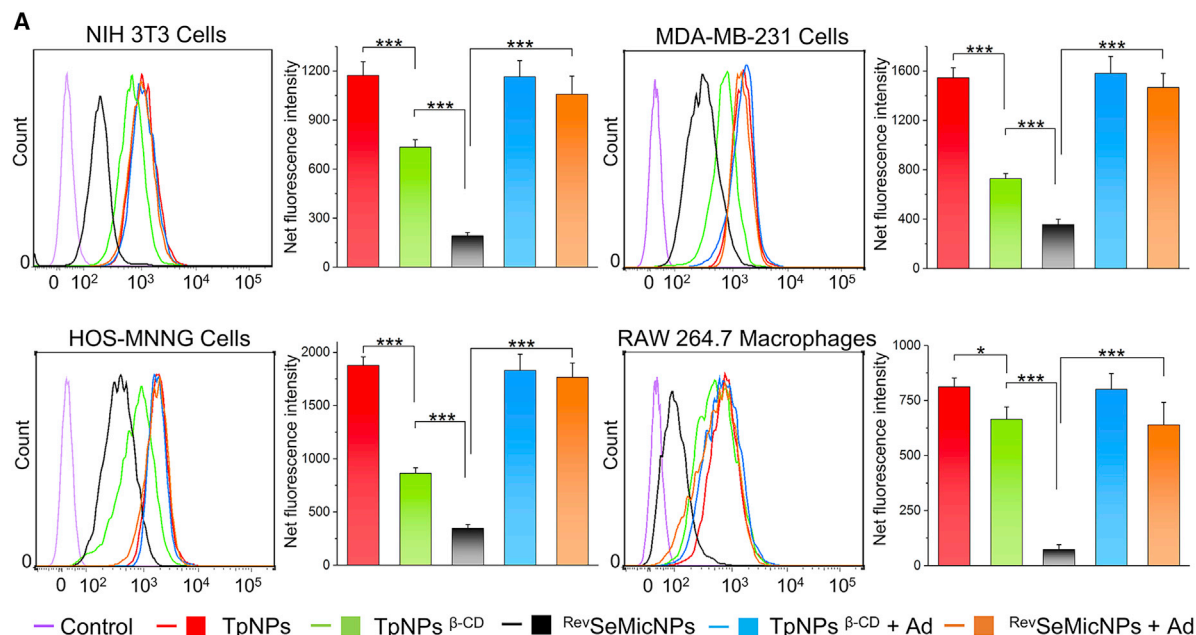 A
NIH 3T3 Cells
Count
0
0 10² 10³ 10⁴ 10⁵
Net fluorescence intensity
1200
900
600
300
0
***
***
***
MDA-MB-231 Cells
Count
0
0 10² 10³ 10⁴ 10⁵
Net fluorescence intensity
1600
1200
800
400
0
***
***
***
HOS-MNNG Cells
Count
0
0 10² 10³ 10⁴ 10⁵
Net fluorescence intensity
2000
1500
1000
500
0
***
***
***
RAW 264.7 Macrophages
Count
0
0 10² 10³ 10⁴ 10⁵
Net fluorescence intensity
1000
750
500
250
0
*
***
***
Control TpNPs TpNPs β-CD RevSeMicNPs TpNPs β-CD + Ad RevSeMicNPs + Ad